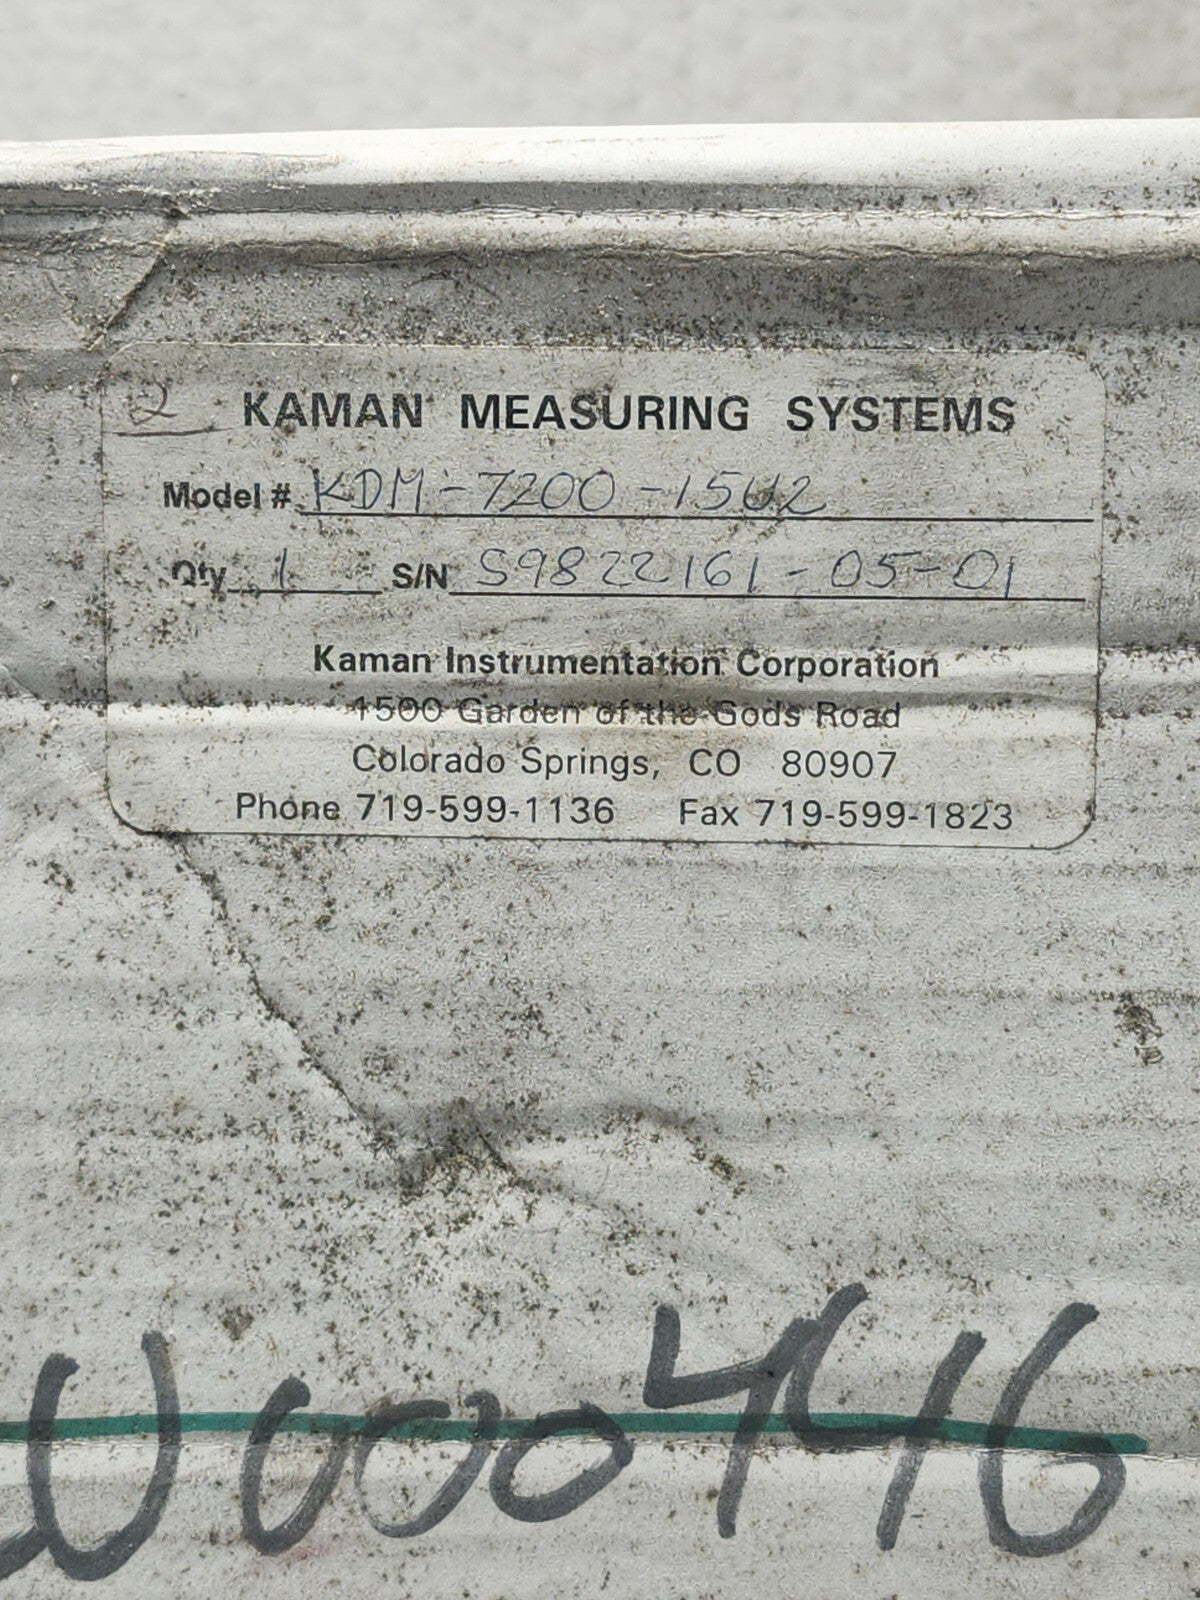 2 KAMAN MEASURING SYSTEMS
Model # KDM-7200-15U2
Qty 1 S/N S9822161-05-01
Kaman Instrumentation Corporation
1500 Garden of the Gods Road
Colorado Springs, CO 80907
Phone 719-599-1136 Fax 719-599-1823